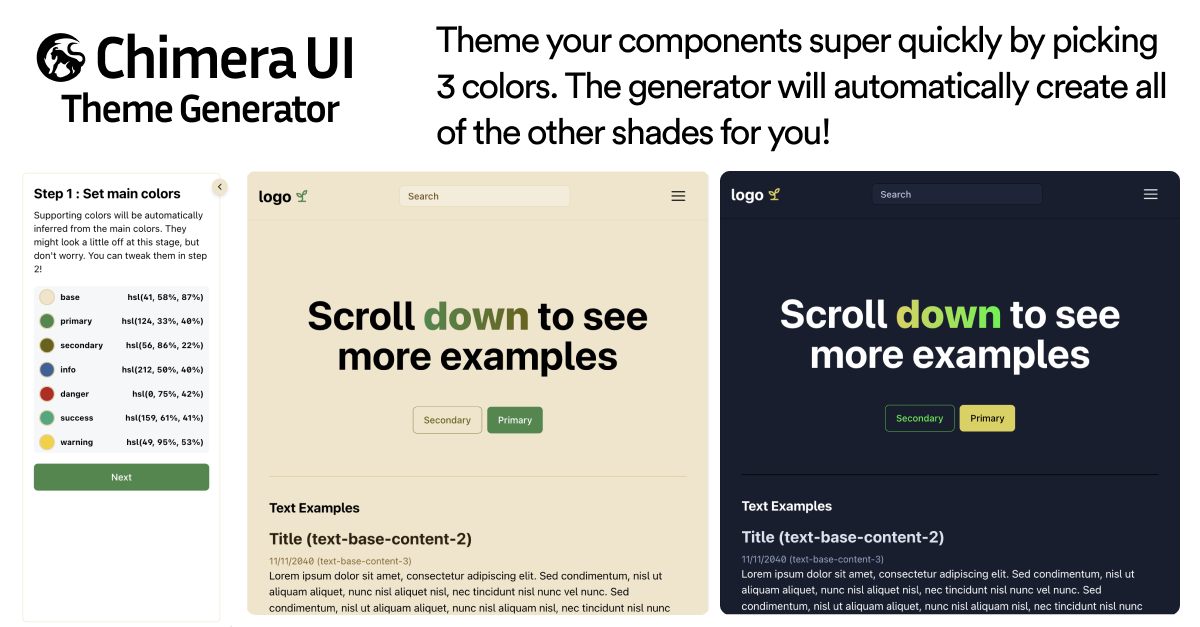 Chimera UI
Theme Generator
Theme your components super quickly by picking
3 colors. The generator will automatically create all
of the other shades for you!
Step 1 : Set main colors
Supporting colors will be automatically
inferred from the main colors. They
might look a little off at this stage, but
don't worry. You can tweak them in step
2!
base hsl(41, 58%, 87%)
primary hsl(124, 33%, 40%)
secondary hsl(56, 86%, 22%)
info hsl(212, 50%, 40%)
danger hsl(0, 75%, 42%)
success hsl(159, 61%, 41%)
warning hsl(49, 95%, 53%)
Next
logo
Search
Scroll down to see
more examples
Secondary
Primary
Text Examples
Title (text-base-content-2)
11/11/2040 (text-base-content-3)
Lorem ipsum dolor sit amet, consectetur adipiscing elit. Sed condimentum, nisl ut
aliquam aliquet, nunc nisl aliquet nisl, nec tincidunt nisl nunc vel nunc. Sed
condimentum, nisl ut aliquam aliquet, nunc nisl aliquam nisl, nec tincidunt nisl nunc
logo
Search
Scroll down to see
more examples
Secondary
Primary
Text Examples
Title (text-base-content-2)
11/11/2040 (text-base-content-3)
Lorem ipsum dolor sit amet, consectetur adipiscing elit. Sed condimentum, nisl ut
aliquam aliquet, nunc nisl aliquet nisl, nec tincidunt nisl nunc vel nunc. Sed
condimentum, nisl ut aliquam aliquet, nunc nisl aliquam nisl, nec tincidunt nisl nunc